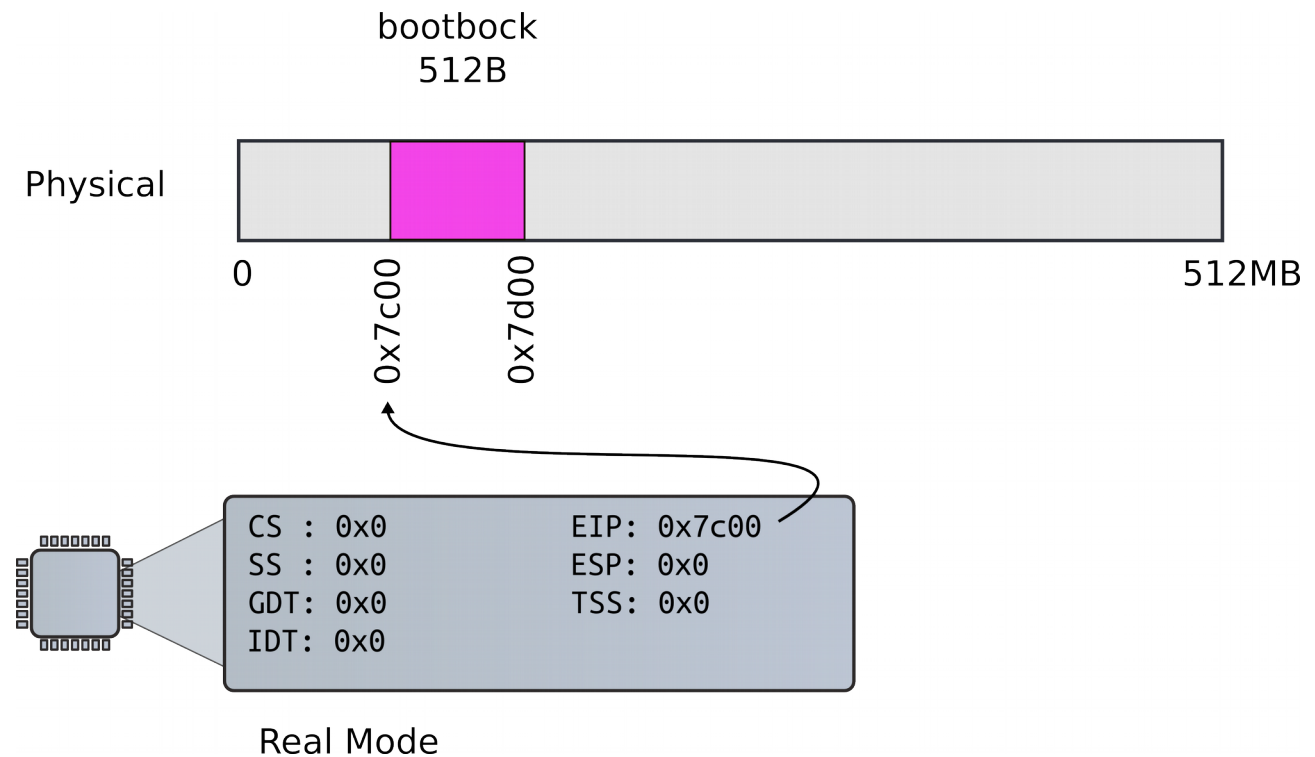 bootbock
512B
Physical
0
0x7c00
0x7d00
512MB
CS : 0x0
SS : 0x0
GDT: 0x0
IDT: 0x0
EIP: 0x7c00
ESP: 0x0
TSS: 0x0
Real Mode